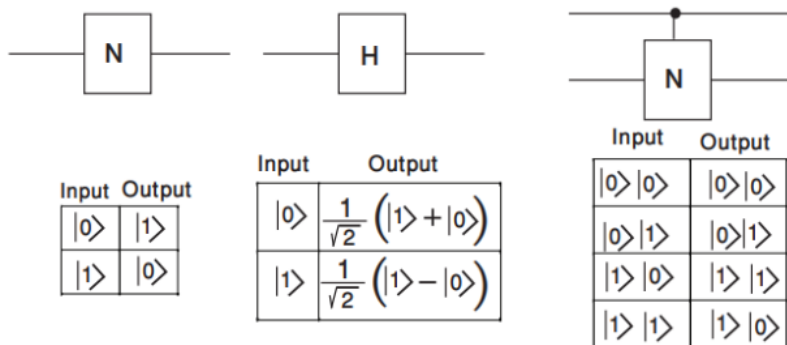 N
H
N
Input Output
|0⟩ |1⟩
|1⟩ |0⟩
Input Output
|0⟩ 1/√2 (|1⟩ + |0⟩)
|1⟩ 1/√2 (|1⟩ − |0⟩)
Input Output
|0⟩|0⟩ |0⟩|0⟩
|0⟩|1⟩ |0⟩|1⟩
|1⟩|0⟩ |1⟩|1⟩
|1⟩|1⟩ |1⟩|0⟩